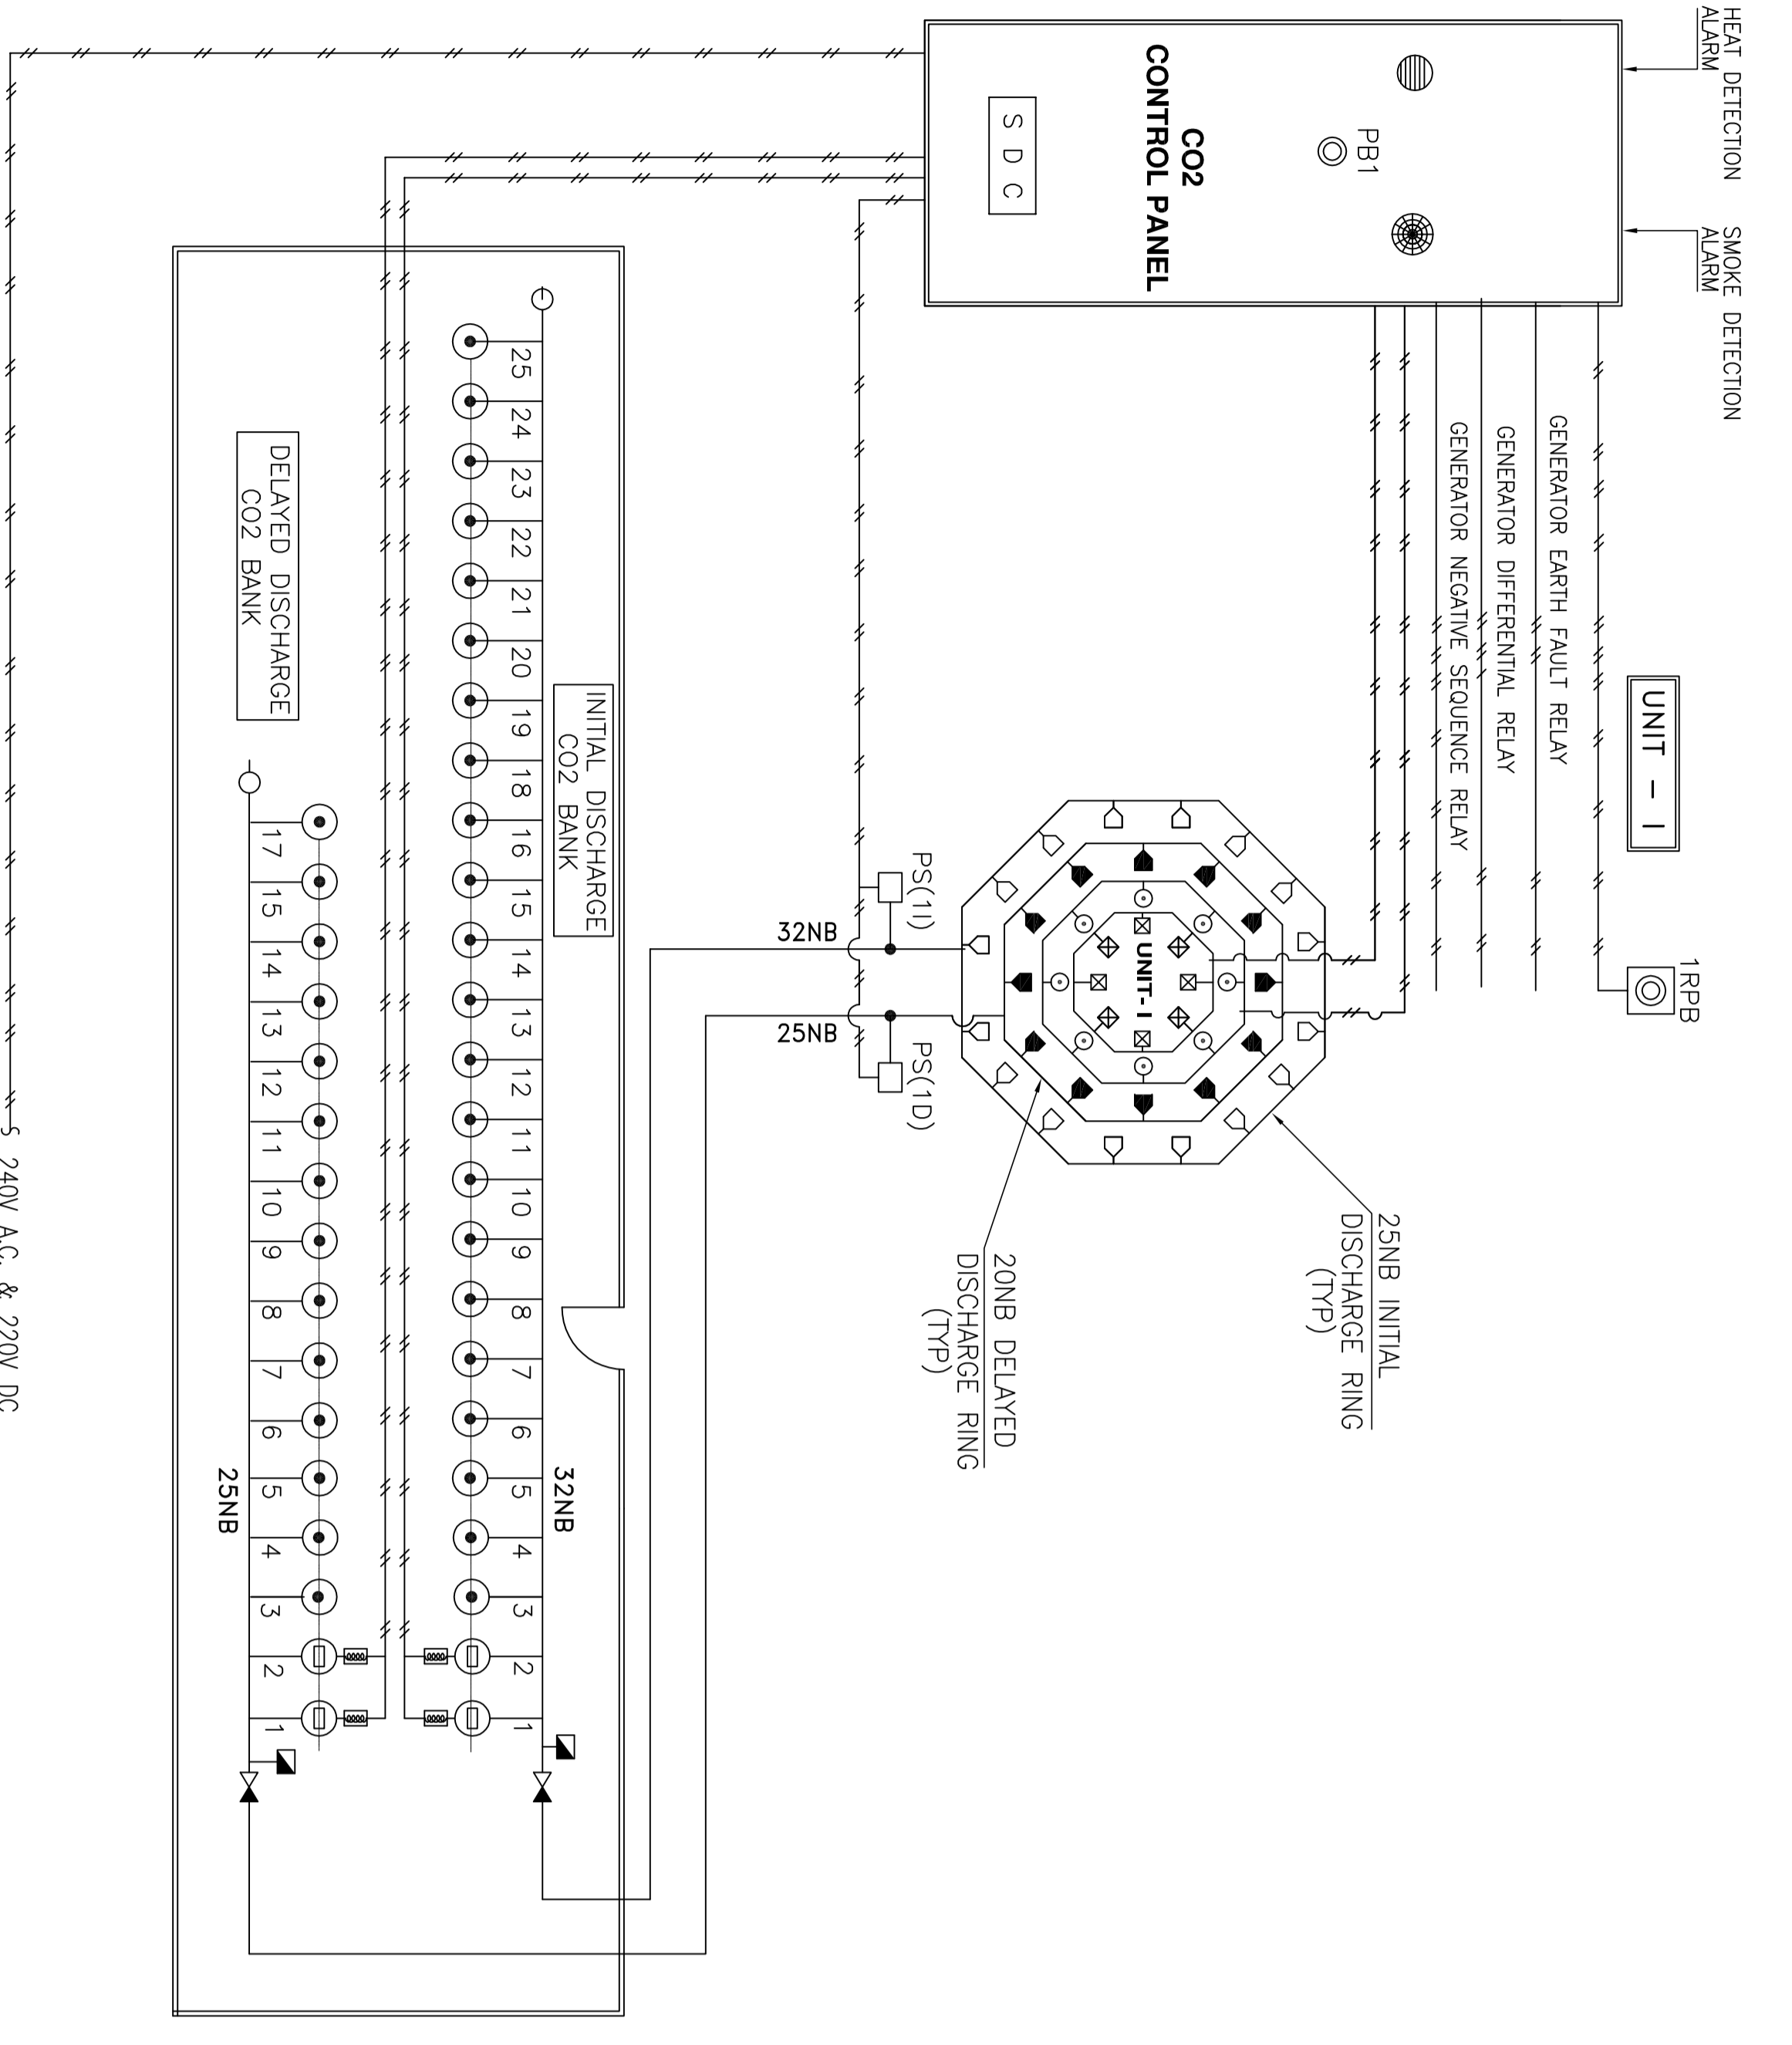 HEAT DETECTION
ALARM
SMOKE DETECTION
ALARM
UNIT - I
1RPB
GENERATOR EARTH FAULT RELAY
GENERATOR DIFFERENTIAL RELAY
GENERATOR NEGATIVE SEQUENCE RELAY
PB1
CO2
CONTROL PANEL
S D C
25NB INITIAL
DISCHARGE RING
(TYP)
UNIT- I
20NB DELAYED
DISCHARGE RING
(TYP)
PS(1I)
PS(1D)
32NB
25NB
INITIAL DISCHARGE
CO2 BANK
32NB
25 24 23 22 21 20 19 18 16 15 14 13 12 11 10 9 8 7 6 5 4 3 2 1
DELAYED DISCHARGE
CO2 BANK
17 15 14 13 12 11 10 9 8 7 6 5 4 3 2 1
25NB
S 240V A.C. & 220V DC